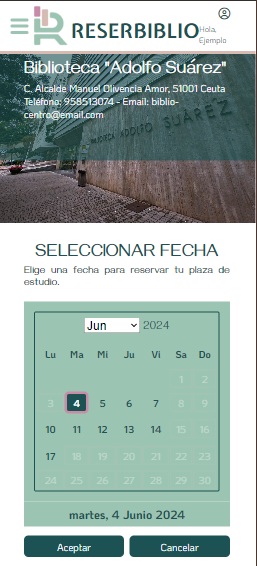 RESERBIBLIO
Hola,
Ejemplo
Biblioteca "Adolfo Suárez"
C. Alcalde Manuel Olivencia Amor, 51001 Ceuta
Teléfono: 958513074 - Email: biblio-
centro@email.com
BIBLIOTECA ADOLFO SUÁREZ
SELECCIONAR FECHA
Elige una fecha para reservar tu plaza de
estudio.
Jun 2024
Lu Ma Mi Ju Vi Sa Do
1 2
3 4 5 6 7 8 9
10 11 12 13 14 15 16
17 18 19 20 21 22 23
24 25 26 27 28 29 30
martes, 4 Junio 2024
Aceptar Cancelar